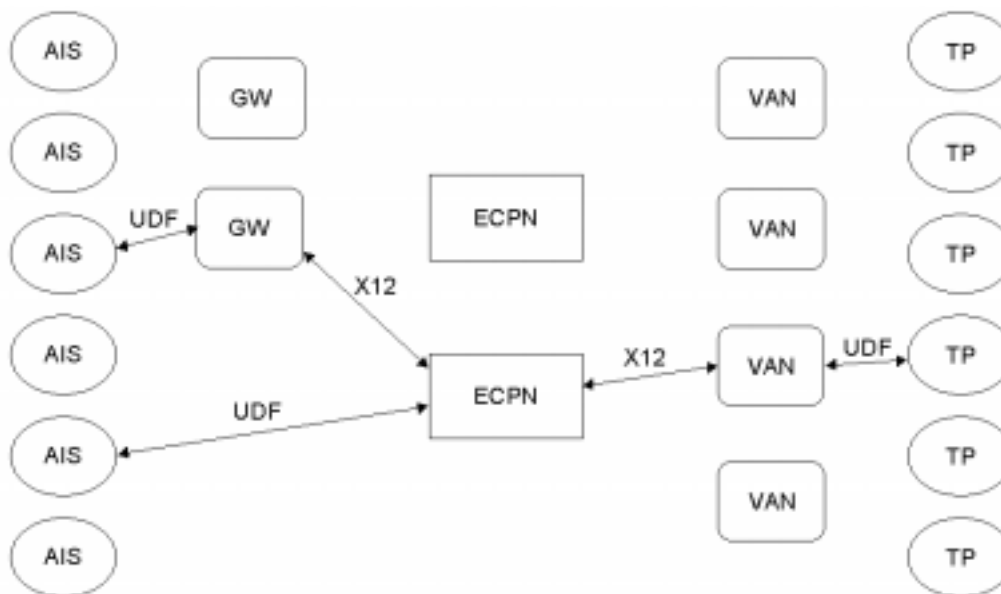 AIS
TP
GW
VAN
AIS
TP
ECPN
UDF
GW
VAN
AIS
TP
X12
AIS
X12
VAN
UDF
TP
ECPN
UDF
AIS
TP
VAN
AIS
TP